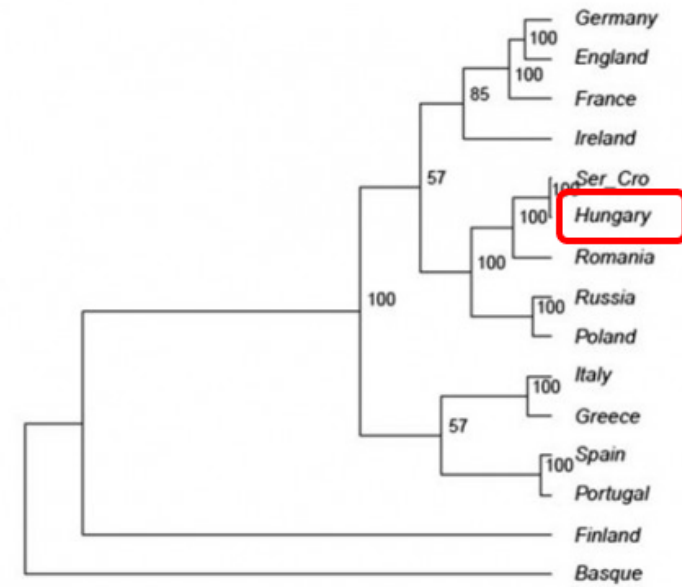 Germany
100
England
100
France
85
Ireland
57
Ser_Cro
100
100
Hungary
Romania
100
Russia
100
100
Poland
Italy
100
Greece
57
Spain
100
Portugal
Finland
Basque